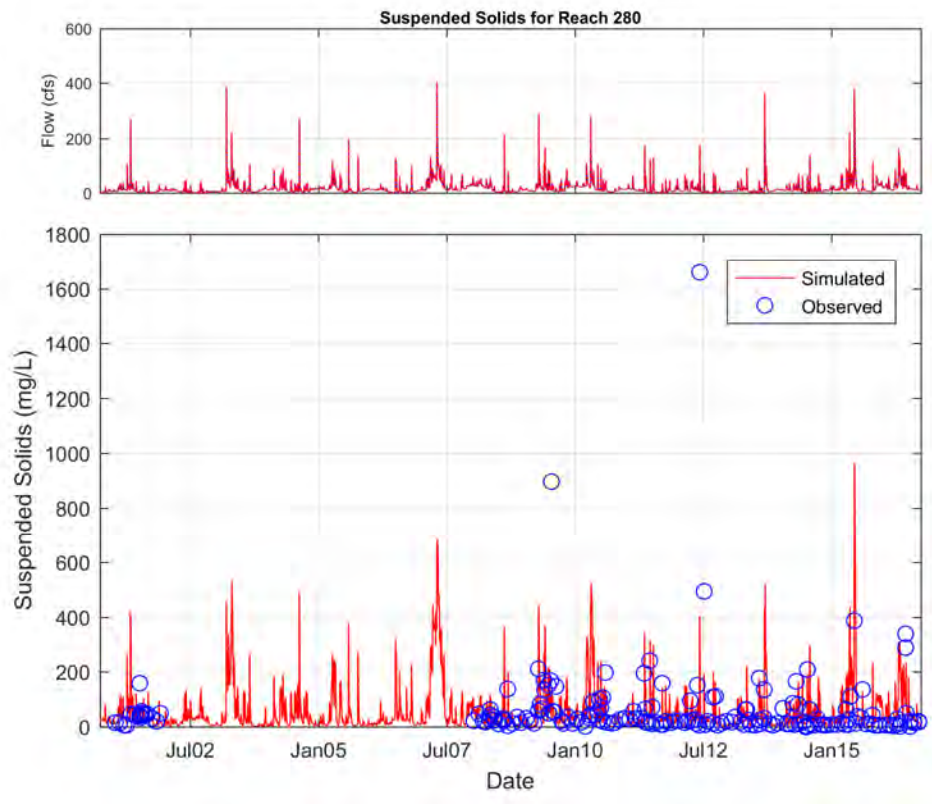 Suspended Solids for Reach 280
600
400
200
0
Flow (cfs)
1800
1600
1400
1200
1000
800
600
400
200
0
Suspended Solids (mg/L)
Simulated
Observed
Jul02 Jan05 Jul07 Jan10 Jul12 Jan15
Date